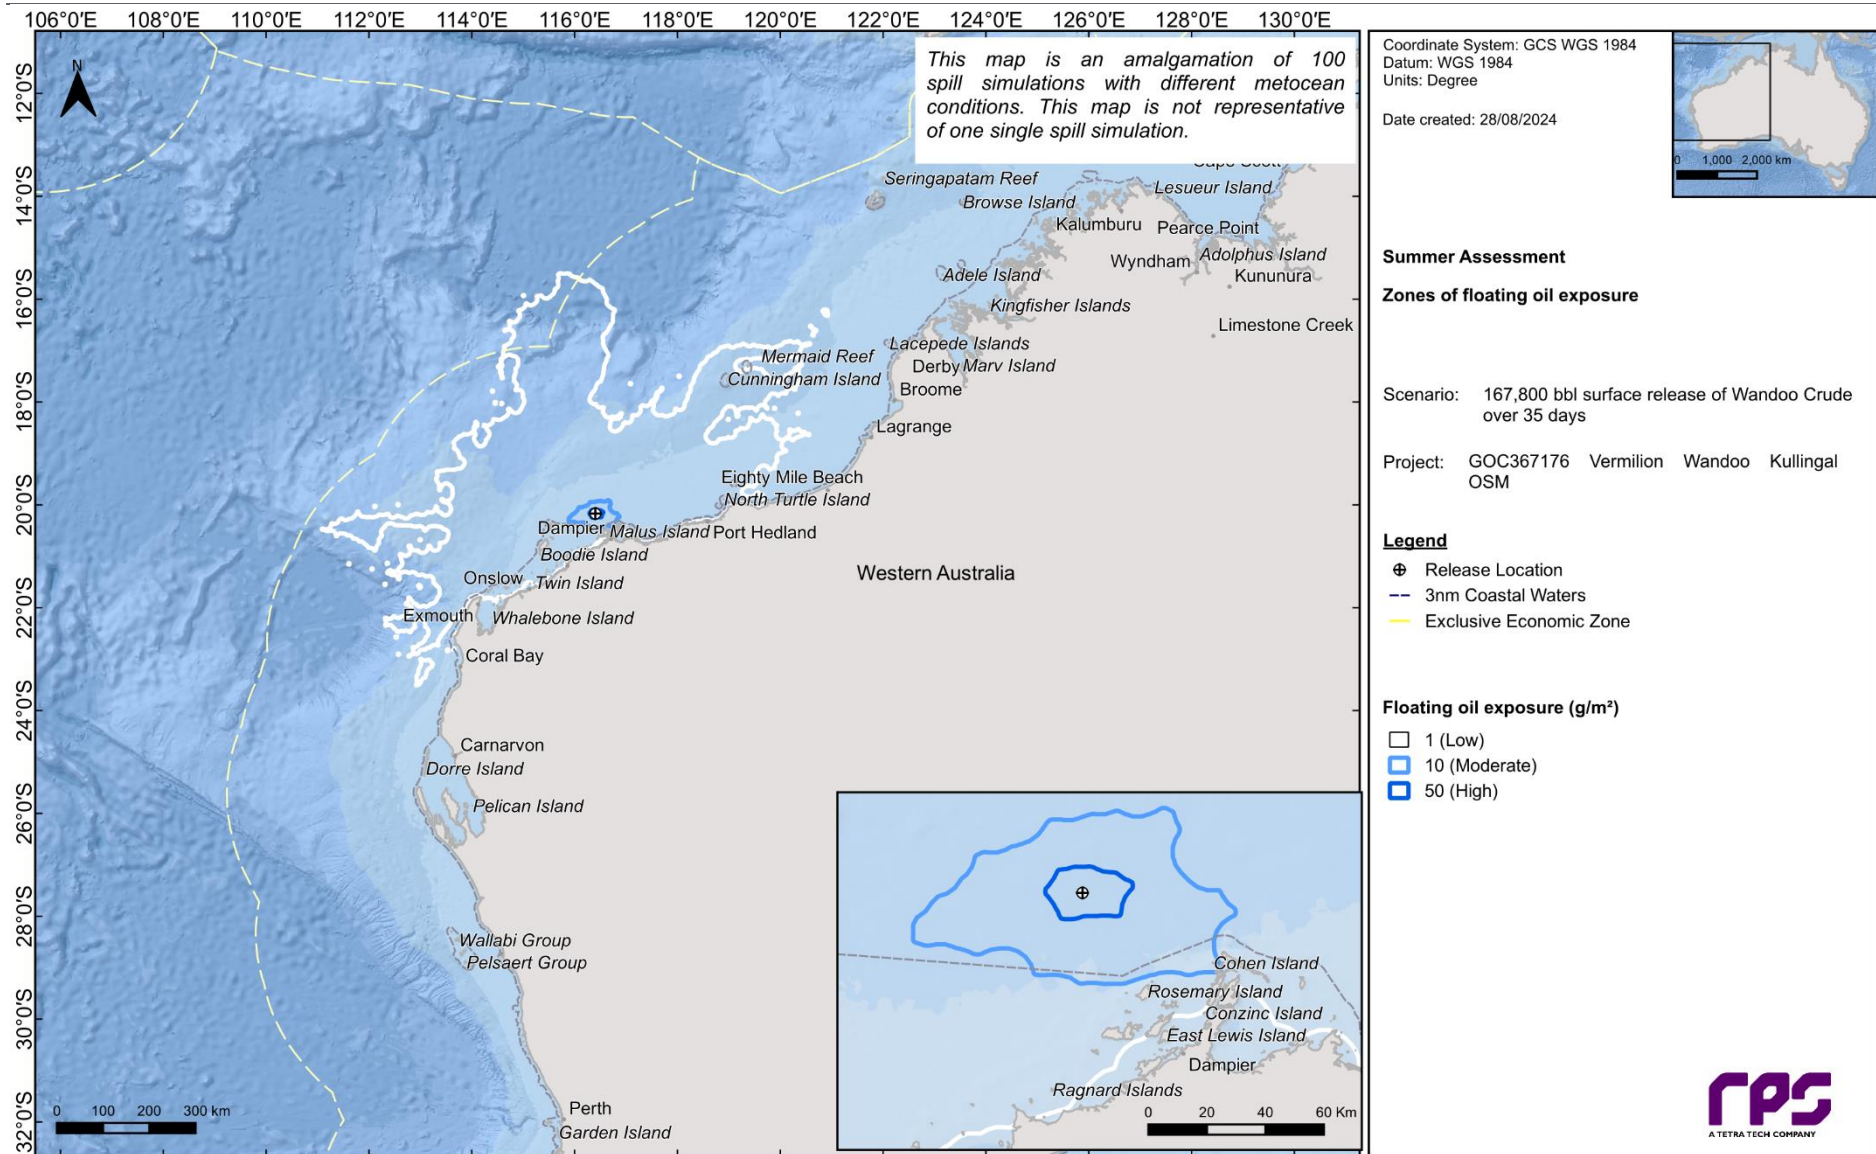 106°0'E 108°0'E 110°0'E 112°0'E 114°0'E 116°0'E 118°0'E 120°0'E 122°0'E 124°0'E 126°0'E 128°0'E 130°0'E
12°0'S
14°0'S
16°0'S
18°0'S
20°0'S
22°0'S
24°0'S
26°0'S
28°0'S
30°0'S
32°0'S
N
This map is an amalgamation of 100
spill simulations with different metocean
conditions. This map is not representative
of one single spill simulation.
Seringapatam Reef
Lesueur Island
Browse Island
Kalumburu
Pearce Point
Wyndham
Adolphus Island
Kununura
Adele Island
Kingfisher Islands
Limestone Creek
Lacepede Islands
Mermaid Reef
Derby
Marv Island
Cunningham Island
Broome
Lagrange
Eighty Mile Beach
North Turtle Island
Dampier
Malus Island
Port Hedland
Boodie Island
Western Australia
Onslow
Twin Island
Exmouth
Whalebone Island
Coral Bay
Carnarvon
Dorre Island
Pelican Island
Wallabi Group
Pelsaert Group
Perth
Garden Island
0 100 200 300 km
Cohen Island
Rosemary Island
Conzinc Island
East Lewis Island
Dampier
Ragnard Islands
0 20 40 60 Km
Coordinate System: GCS WGS 1984
Datum: WGS 1984
Units: Degree
Date created: 28/08/2024
0 1,000 2,000 km
Summer Assessment
Zones of floating oil exposure
Scenario: 167,800 bbl surface release of Wandoo Crude
over 35 days
Project: GOC367176 Vermilion Wandoo Kullingal
OSM
Legend
Release Location
3nm Coastal Waters
Exclusive Economic Zone
Floating oil exposure (g/m²)
1 (Low)
10 (Moderate)
50 (High)
rps
A TETRA TECH COMPANY